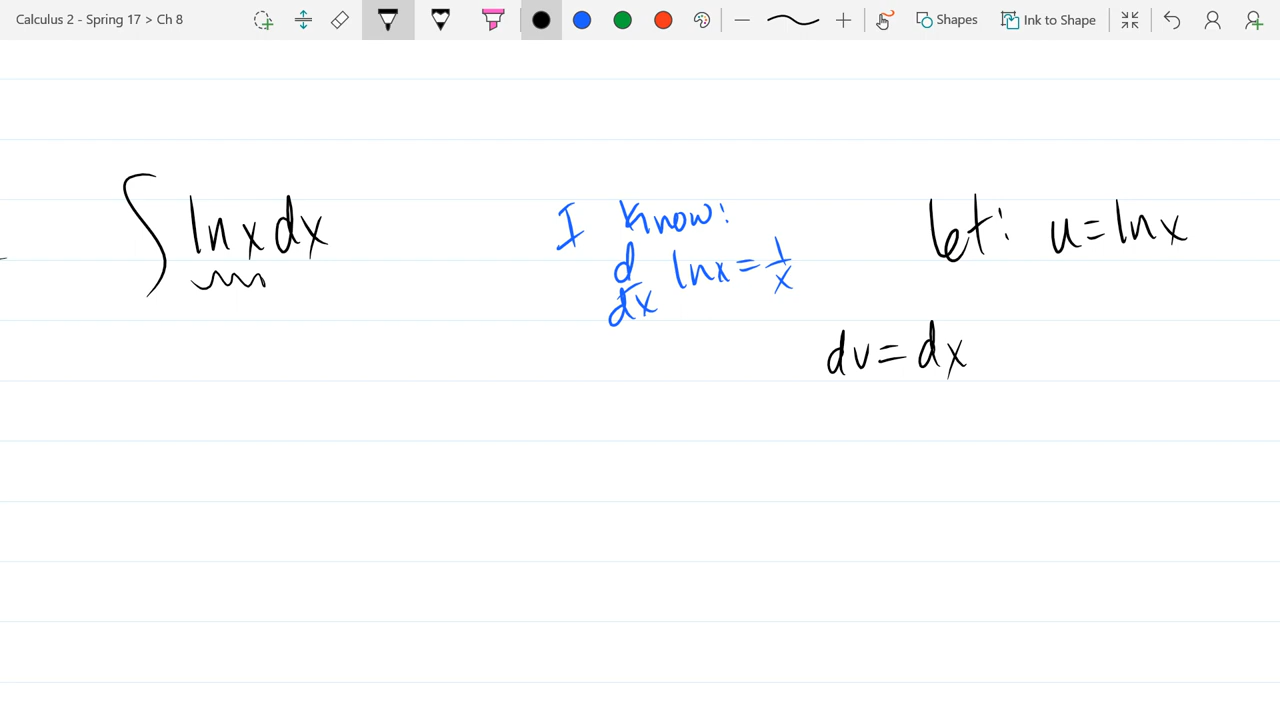 Calculus 2 - Spring 17 > Ch 8
Shapes
Ink to Shape
∫ ln x dx
I know:
d/dx ln x = 1/x
let: u = ln x
dv = dx